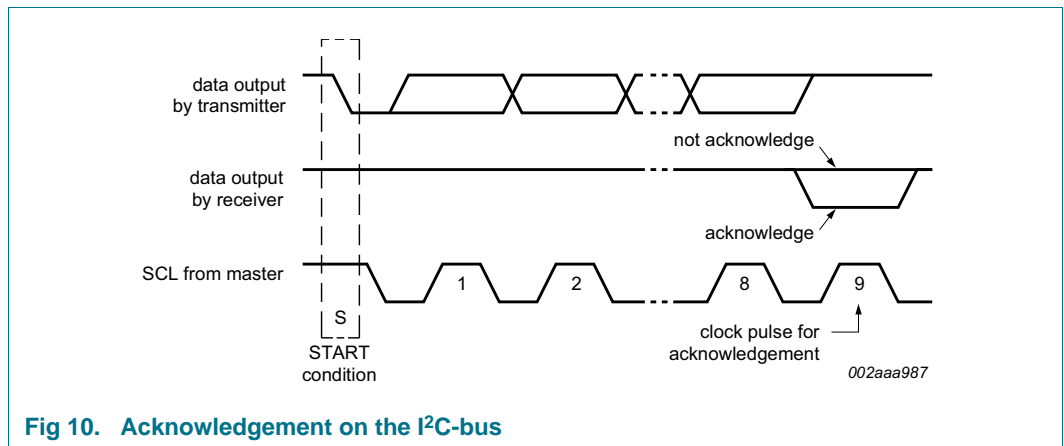 data output
by transmitter
not acknowledge
data output
by receiver
acknowledge
SCL from master
1
2
8
9
S
START
condition
clock pulse for
acknowledgement
002aaa987
Fig 10. Acknowledgement on the I²C-bus